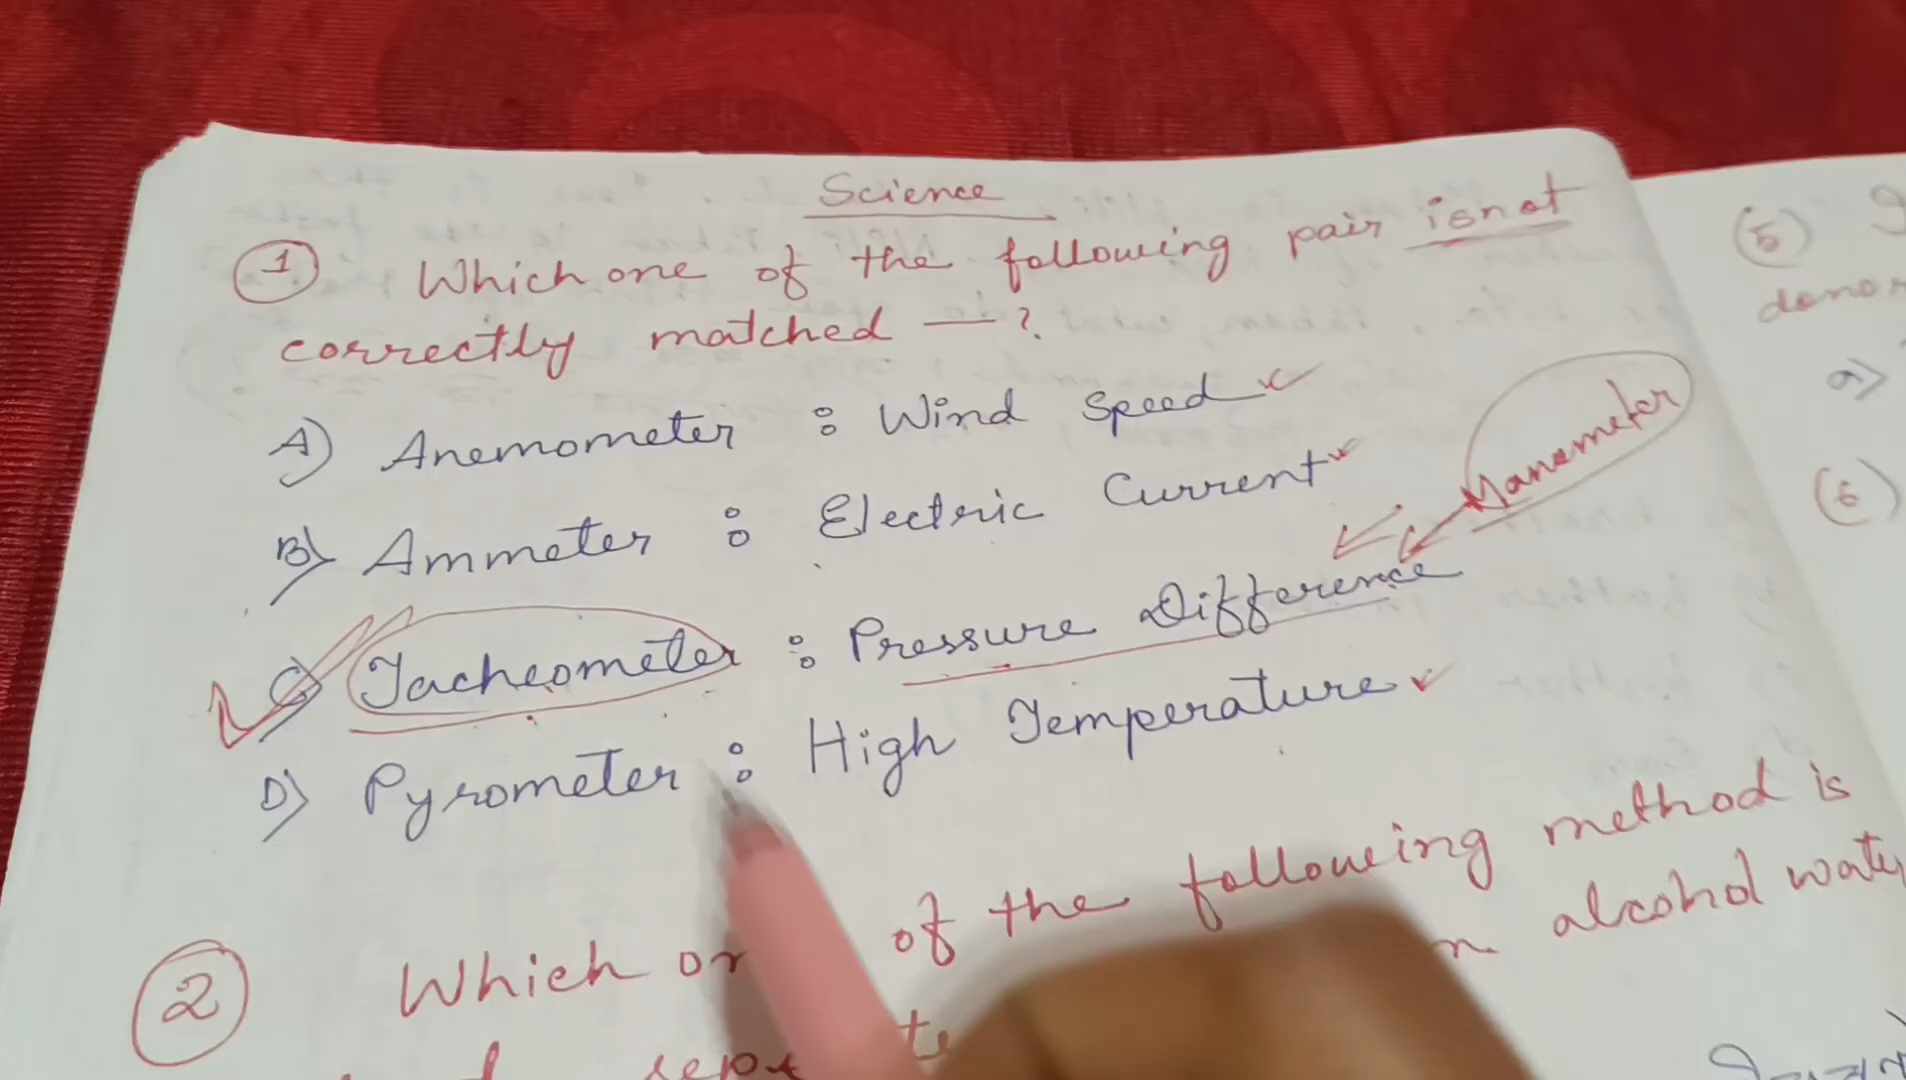 Science
1 Which one of the following pair is not
correctly matched — ?
A) Anemometer : Wind Speed
B) Ammeter : Electric Current
Manometer
C) Tacheometer : Pressure Difference
D) Pyrometer : High Temperature
2 Which of the following method is
alcohol
(5)
a)
(6)